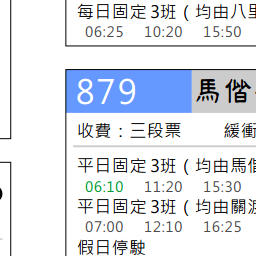 每日固定 3班 ( 均由八里
06:25 10:20 15:50
879 馬偕
收費：三段票 緩衝
平日固定 3班 ( 均由馬偕
06:10 11:20 15:30
平日固定 3班 ( 均由關渡
07:00 12:10 16:25
假日停駛